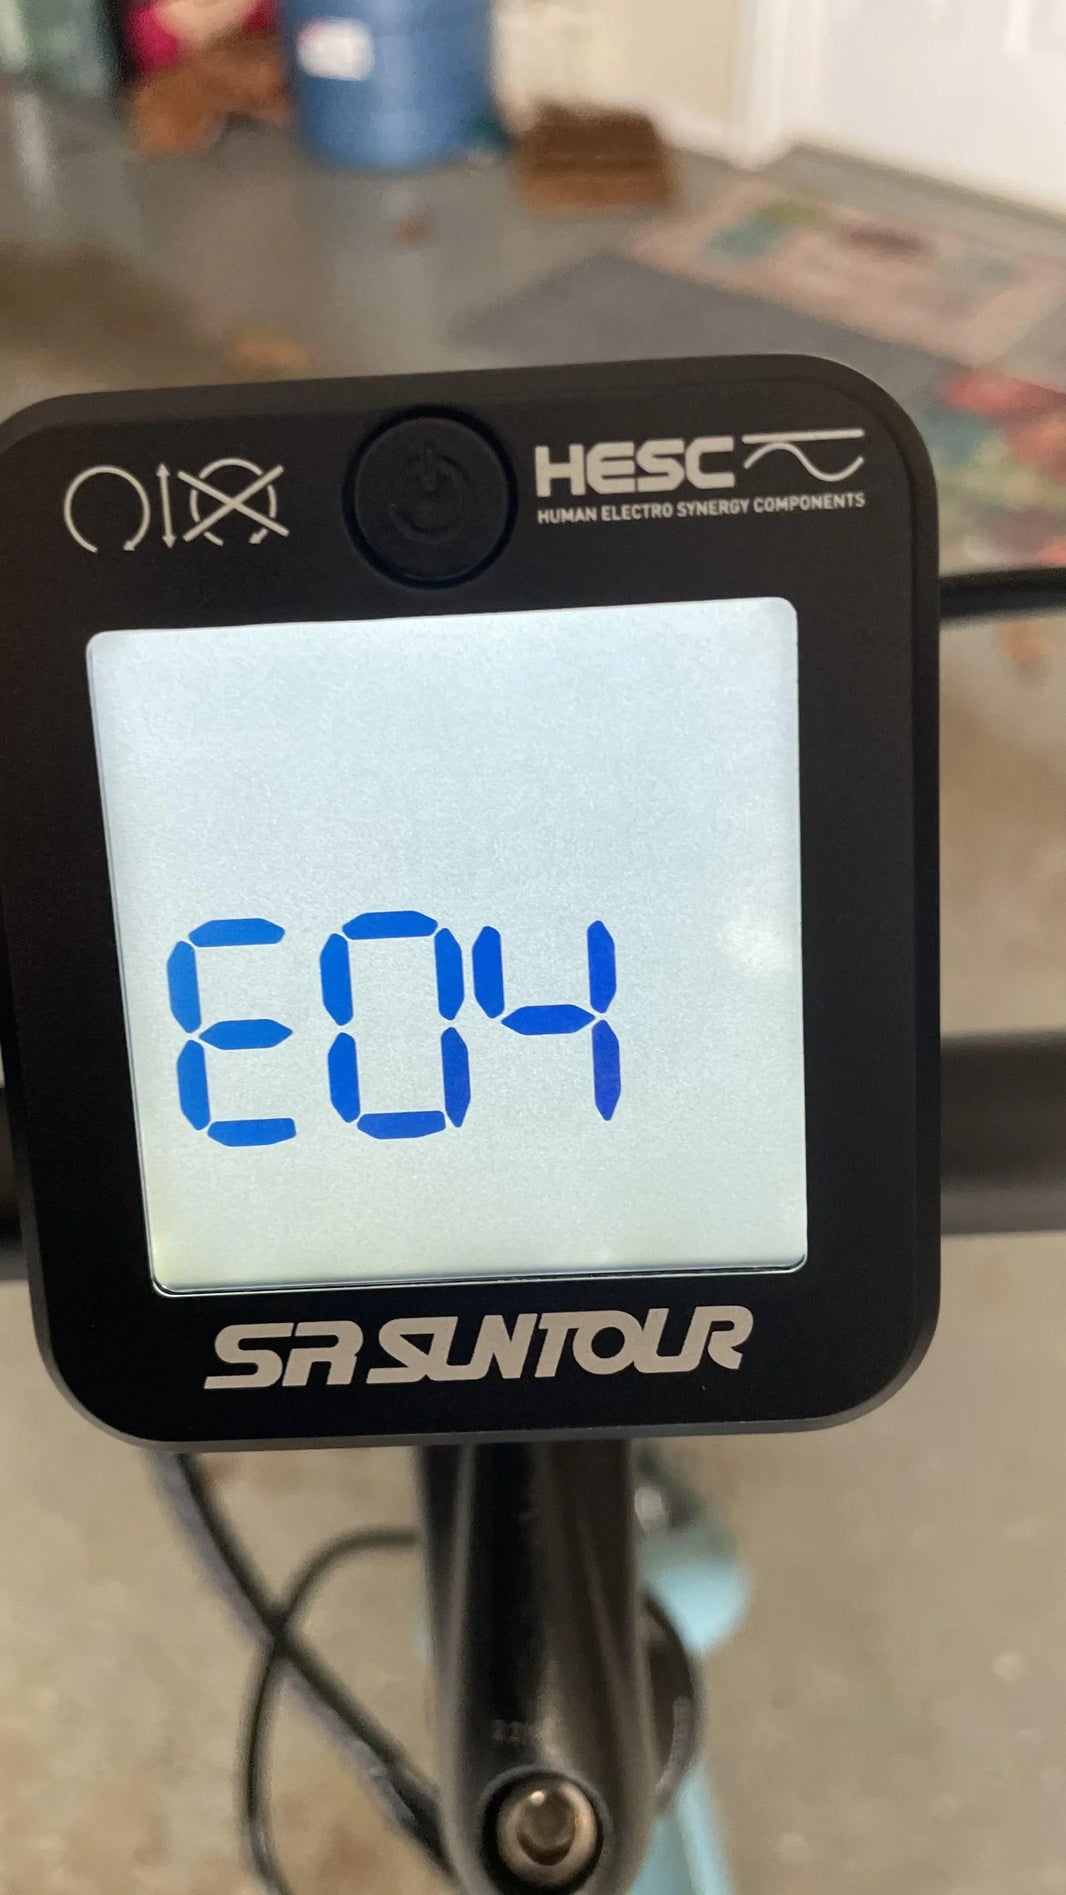 HESC
HUMAN ELECTRO SYNERGY COMPONENTS
E04
SR SUNTOUR